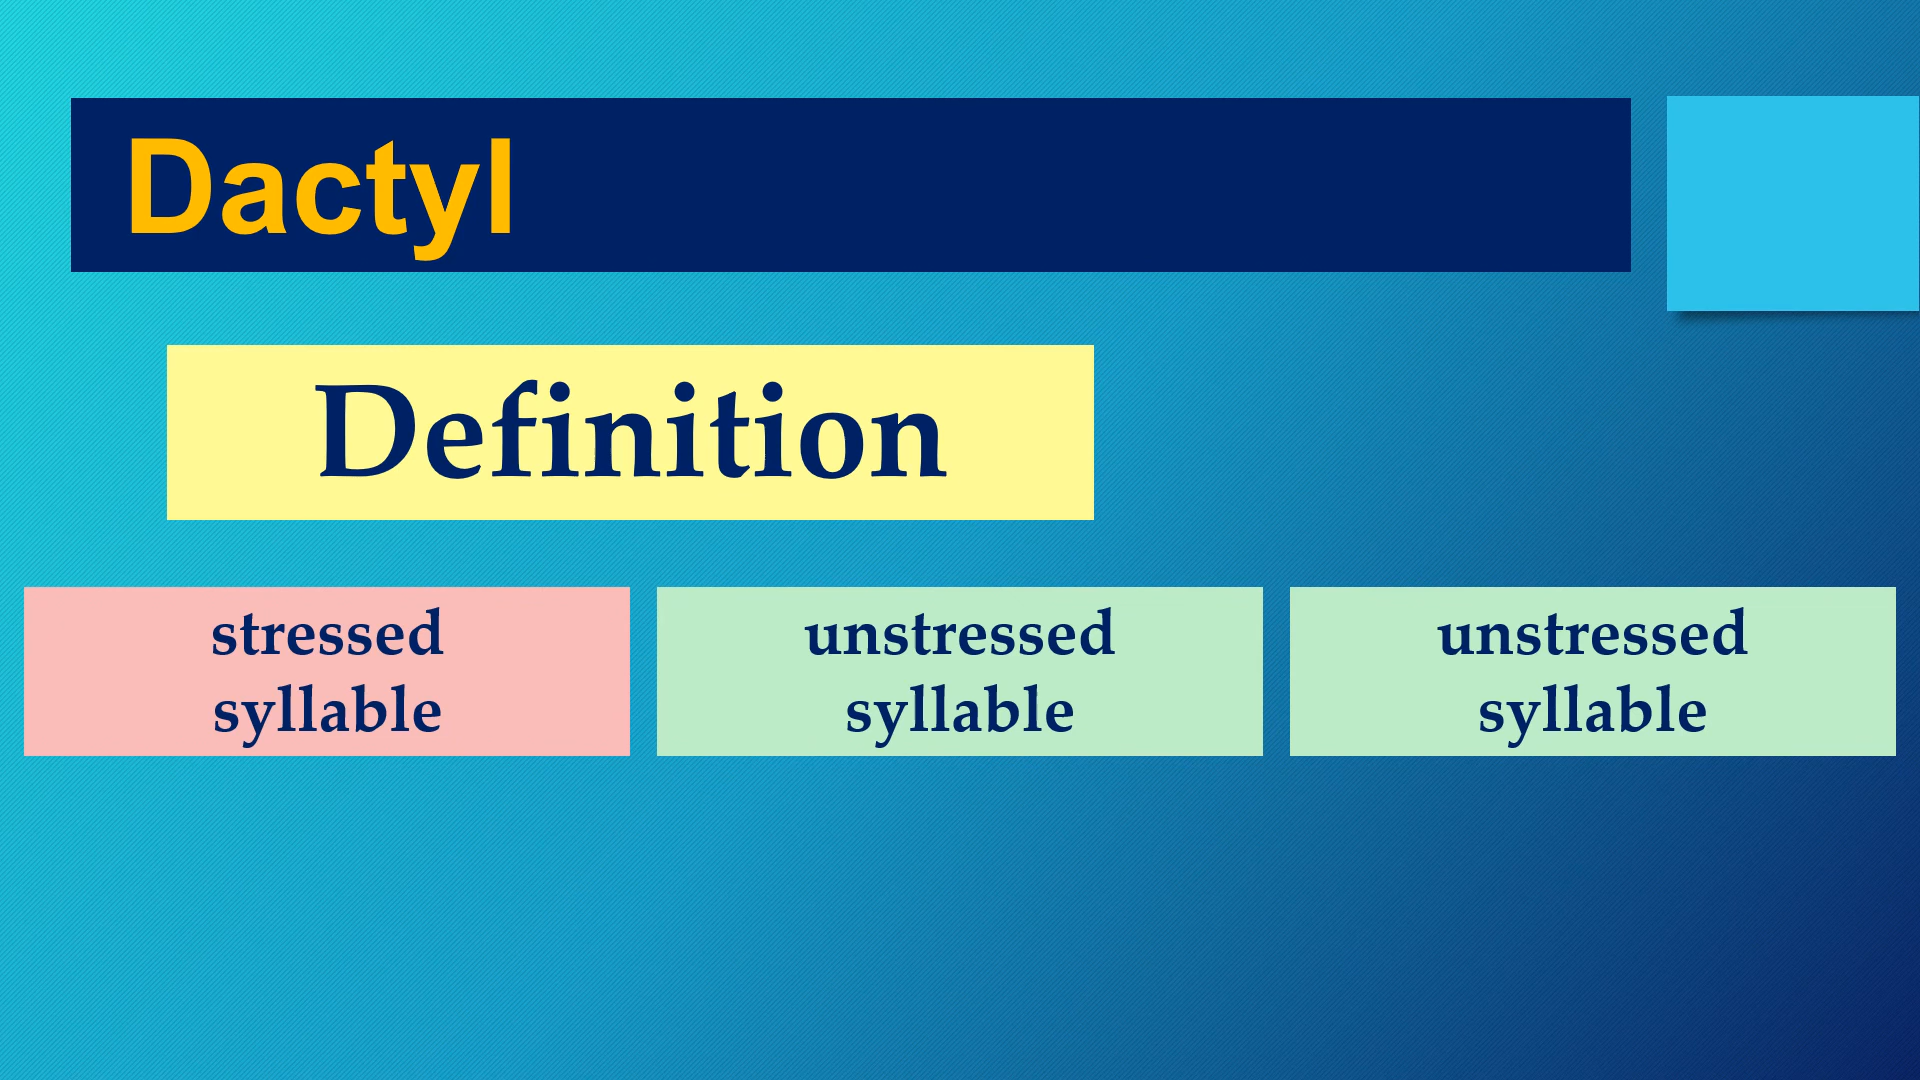 Dactyl
Definition
stressed
syllable
unstressed
syllable
unstressed
syllable